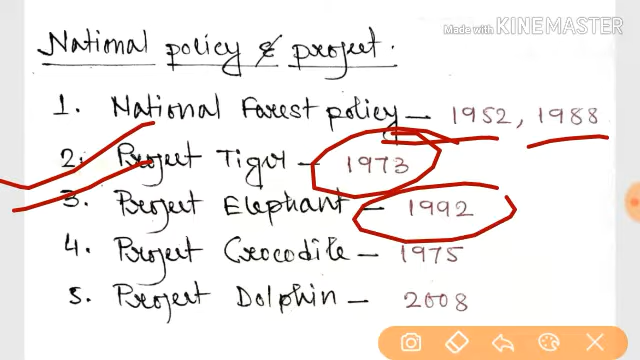 Made with KINEMASTER
National policy & project.
1. National Forest policy – 1952, 1988
2. Project Tiger – 1973
3. Project Elephant – 1992
4. Project Crocodile – 1975
5. Project Dolphin – 2008